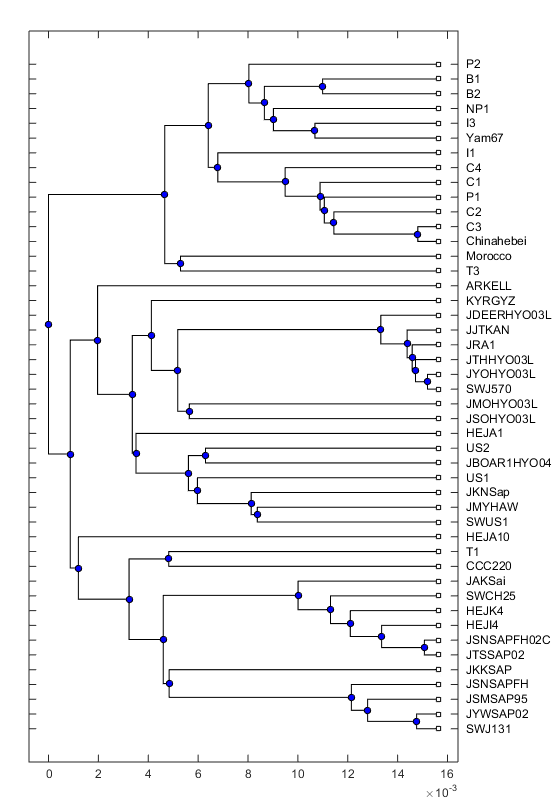 P2
B1
B2
NP1
I3
Yam67
I1
C4
C1
P1
C2
C3
Chinahebei
Morocco
T3
ARKELL
KYRGYZ
JDEERHYO03L
JJTKAN
JRA1
JTHHYO03L
JYOHYO03L
SWJ570
JMOHYO03L
JSOHYO03L
HEJA1
US2
JBOAR1HYO04
US1
JKNSap
JMYHAW
SWUS1
HEJA10
T1
CCC220
JAKSai
SWCH25
HEJK4
HEJI4
JSNSAPFH02C
JTSSAP02
JKKSAP
JSNSAPFH
JSMSAP95
JYWSAP02
SWJ131
0 2 4 6 8 10 12 14 16
×10⁻³